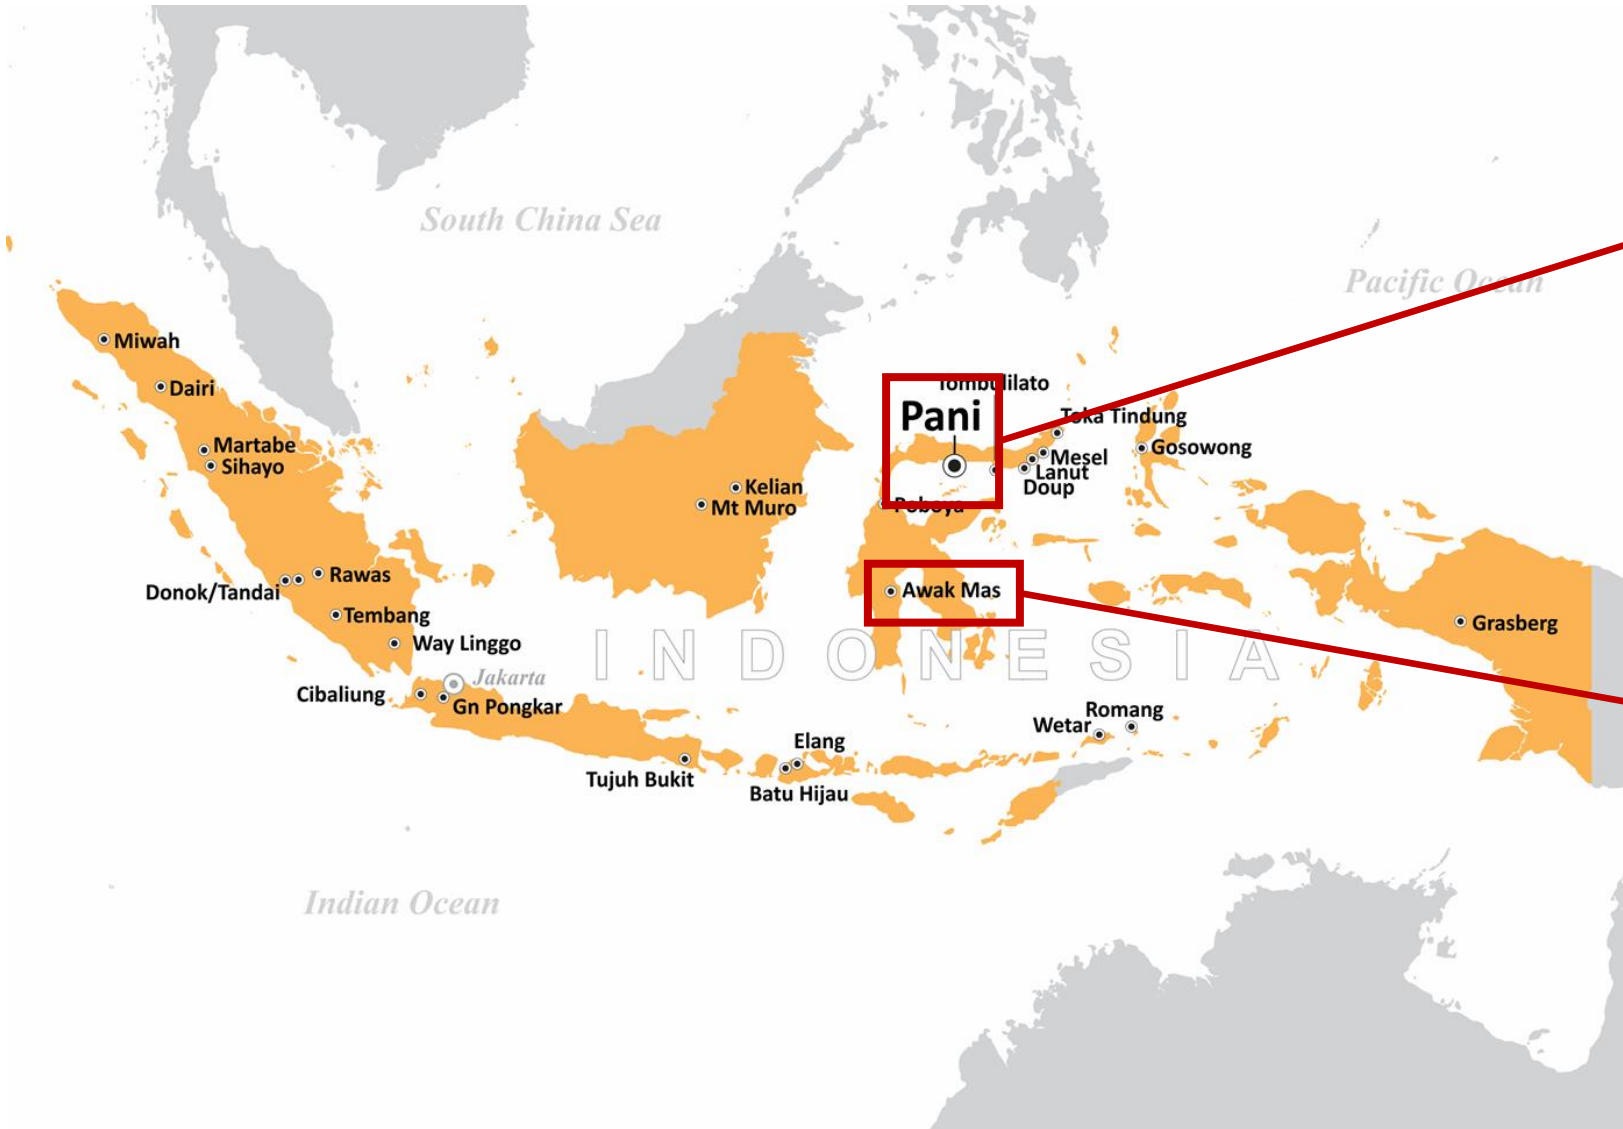 South China Sea
Pacific Ocean
Miwah
Tombulilato
Dairi
Pani
Toka Tindung
Martabe
Gosowong
Sihayo
Mesel
Lanut
Kelian
Doup
Mt Muro
Poboya
Rawas
Donok/Tandai
Awak Mas
Tembang
Grasberg
Way Linggo
INDONESIA
Jakarta
Cibaliung
Gn Pongkar
Romang
Wetar
Elang
Tujuh Bukit
Batu Hijau
Indian Ocean